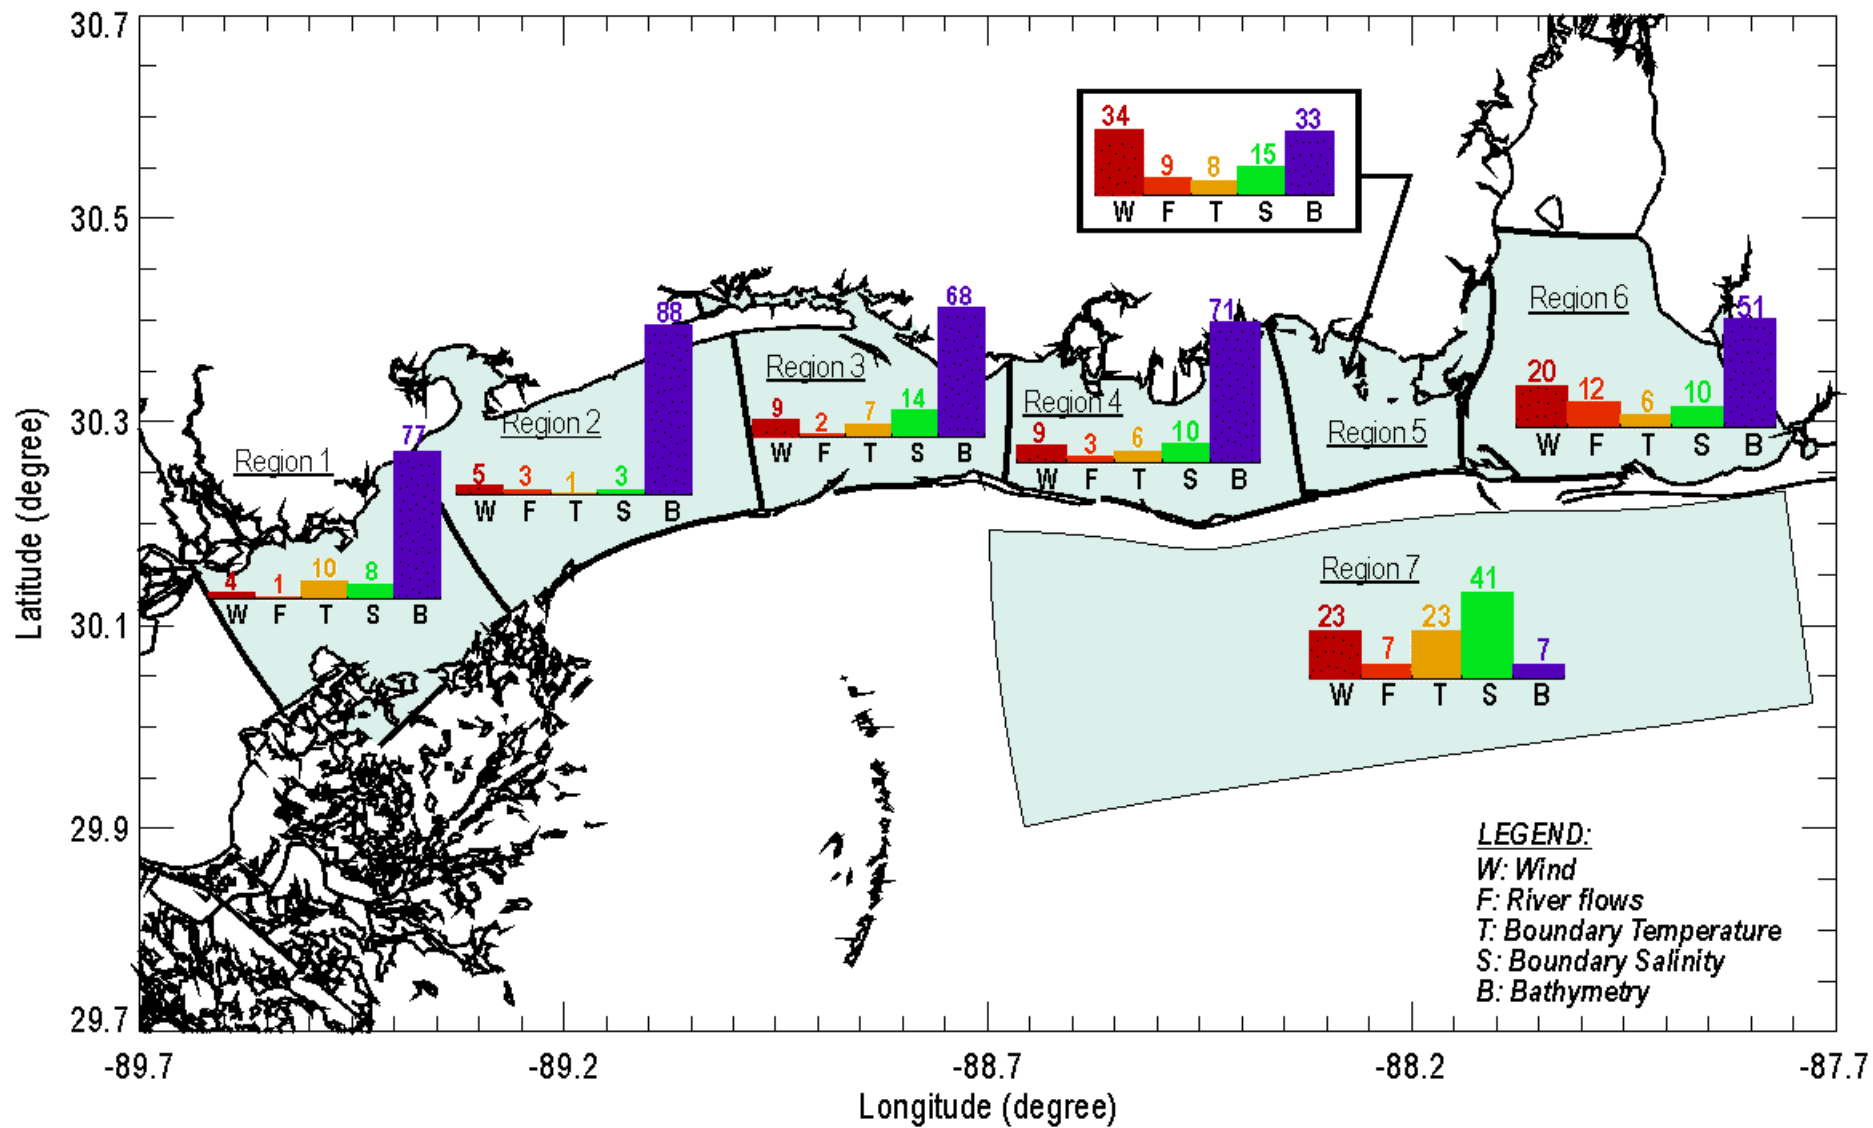 30.7
30.5
30.3
30.1
29.9
29.7
Latitude (degree)
-89.7
-89.2
-88.7
-88.2
-87.7
Longitude (degree)
34 9 8 15 33
W F T S B
Region 1
4 1 10 8 77
W F T S B
Region 2
5 3 1 3 88
W F T S B
Region 3
9 2 7 14 68
W F T S B
Region 4
9 3 6 10 71
W F T S B
Region 5
Region 6
20 12 6 10 51
W F T S B
Region 7
23 7 23 41 7
W F T S B
LEGEND:
W: Wind
F: River flows
T: Boundary Temperature
S: Boundary Salinity
B: Bathymetry